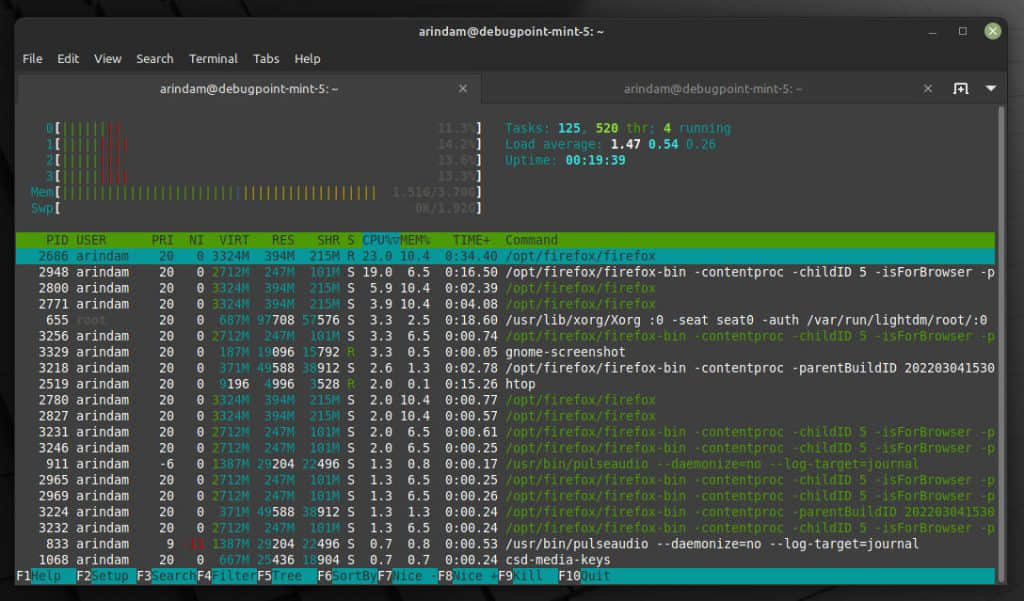 arindam@debugpoint-mint-5: ~
File Edit View Search Terminal Tabs Help
arindam@debugpoint-mint-5: ~ arindam@debugpoint-mint-5: ~
0[ 11.3%] Tasks: 125, 520 thr; 4 running
1[ 14.2%] Load average: 1.47 0.54 0.26
2[ 13.6%] Uptime: 00:19:39
3[ 13.3%]
Mem[ 1.51G/3.70G]
Swp[ 0K/1.92G]
PID USER PRI NI VIRT RES SHR S CPU%▽MEM% TIME+ Command
2686 arindam 20 0 3324M 394M 215M R 23.0 10.4 0:34.40 /opt/firefox/firefox
2948 arindam 20 0 2712M 247M 101M S 19.0 6.5 0:16.50 /opt/firefox/firefox-bin -contentproc -childID 5 -isForBrowser -p
2800 arindam 20 0 3324M 394M 215M S 5.9 10.4 0:02.39 /opt/firefox/firefox
2771 arindam 20 0 3324M 394M 215M S 3.9 10.4 0:04.08 /opt/firefox/firefox
655 root 20 0 687M 97708 57576 S 3.3 2.5 0:18.60 /usr/lib/xorg/Xorg :0 -seat seat0 -auth /var/run/lightdm/root/:0
3256 arindam 20 0 2712M 247M 101M S 3.3 6.5 0:00.74 /opt/firefox/firefox-bin -contentproc -childID 5 -isForBrowser -p
3329 arindam 20 0 187M 19096 15792 R 3.3 0.5 0:00.05 gnome-screenshot
3218 arindam 20 0 371M 49588 38912 S 2.6 1.3 0:02.78 /opt/firefox/firefox-bin -contentproc -parentBuildID 202203041530
2519 arindam 20 0 9196 4996 3528 R 2.0 0.1 0:15.26 htop
2780 arindam 20 0 3324M 394M 215M S 2.0 10.4 0:00.77 /opt/firefox/firefox
2827 arindam 20 0 3324M 394M 215M S 2.0 10.4 0:00.57 /opt/firefox/firefox
3231 arindam 20 0 2712M 247M 101M S 2.0 6.5 0:00.61 /opt/firefox/firefox-bin -contentproc -childID 5 -isForBrowser -p
3246 arindam 20 0 2712M 247M 101M S 2.0 6.5 0:00.25 /opt/firefox/firefox-bin -contentproc -childID 5 -isForBrowser -p
911 arindam -6 0 1387M 29204 22496 S 1.3 0.8 0:00.17 /usr/bin/pulseaudio --daemonize=no --log-target=journal
2965 arindam 20 0 2712M 247M 101M S 1.3 6.5 0:00.25 /opt/firefox/firefox-bin -contentproc -childID 5 -isForBrowser -p
2969 arindam 20 0 2712M 247M 101M S 1.3 6.5 0:00.26 /opt/firefox/firefox-bin -contentproc -childID 5 -isForBrowser -p
3224 arindam 20 0 371M 49588 38912 S 1.3 1.3 0:00.24 /opt/firefox/firefox-bin -contentproc -parentBuildID 202203041530
3232 arindam 20 0 2712M 247M 101M S 1.3 6.5 0:00.24 /opt/firefox/firefox-bin -contentproc -childID 5 -isForBrowser -p
833 arindam 9 -11 1387M 29204 22496 S 0.7 0.8 0:00.53 /usr/bin/pulseaudio --daemonize=no --log-target=journal
1068 arindam 20 0 667M 25436 18904 S 0.7 0.7 0:00.24 csd-media-keys
F1Help F2Setup F3SearchF4FilterF5Tree F6SortByF7Nice -F8Nice +F9Kill F10Quit